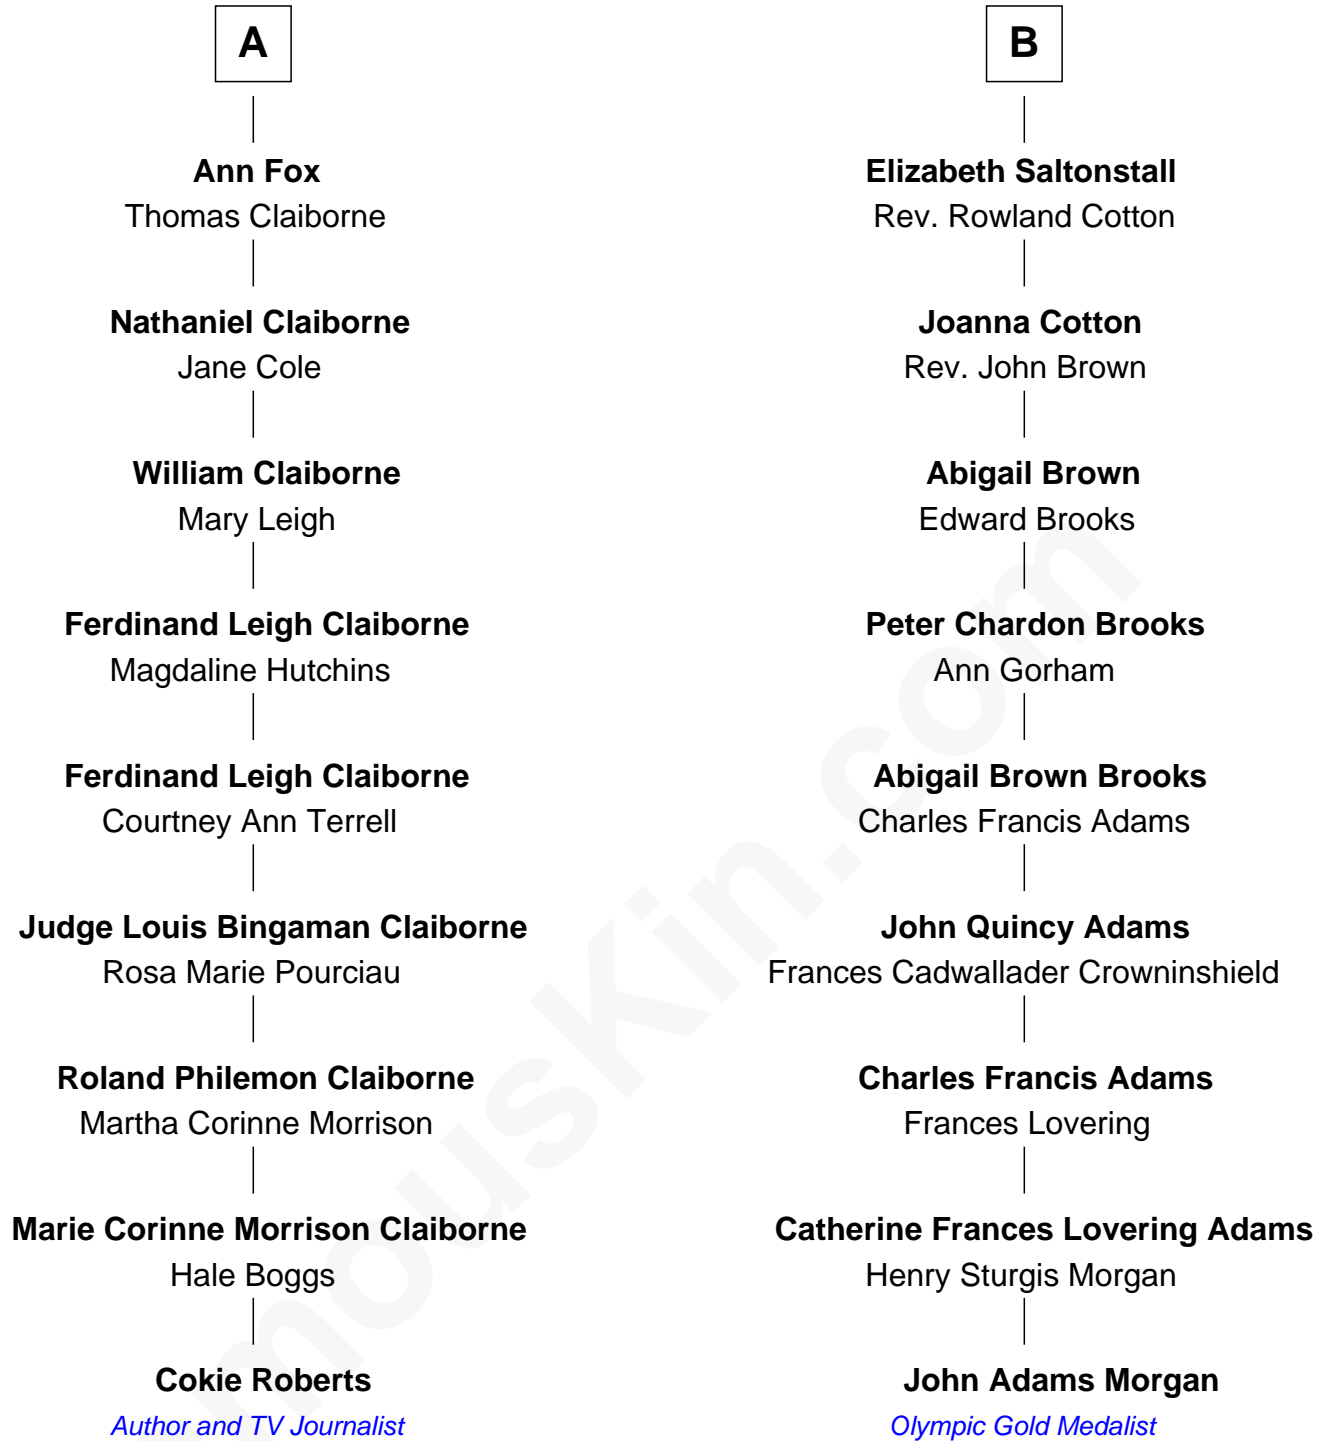 A
B
Ann Fox
Thomas Claiborne
Elizabeth Saltonstall
Rev. Rowland Cotton
Nathaniel Claiborne
Jane Cole
Joanna Cotton
Rev. John Brown
William Claiborne
Mary Leigh
Abigail Brown
Edward Brooks
Ferdinand Leigh Claiborne
Magdaline Hutchins
Peter Chardon Brooks
Ann Gorham
Ferdinand Leigh Claiborne
Courtney Ann Terrell
Abigail Brown Brooks
Charles Francis Adams
Judge Louis Bingaman Claiborne
Rosa Marie Pourciau
John Quincy Adams
Frances Cadwallader Crowninshield
Roland Philemon Claiborne
Martha Corinne Morrison
Charles Francis Adams
Frances Lovering
Marie Corinne Morrison Claiborne
Hale Boggs
Catherine Frances Lovering Adams
Henry Sturgis Morgan
Cokie Roberts
Author and TV Journalist
John Adams Morgan
Olympic Gold Medalist
mousKin.com